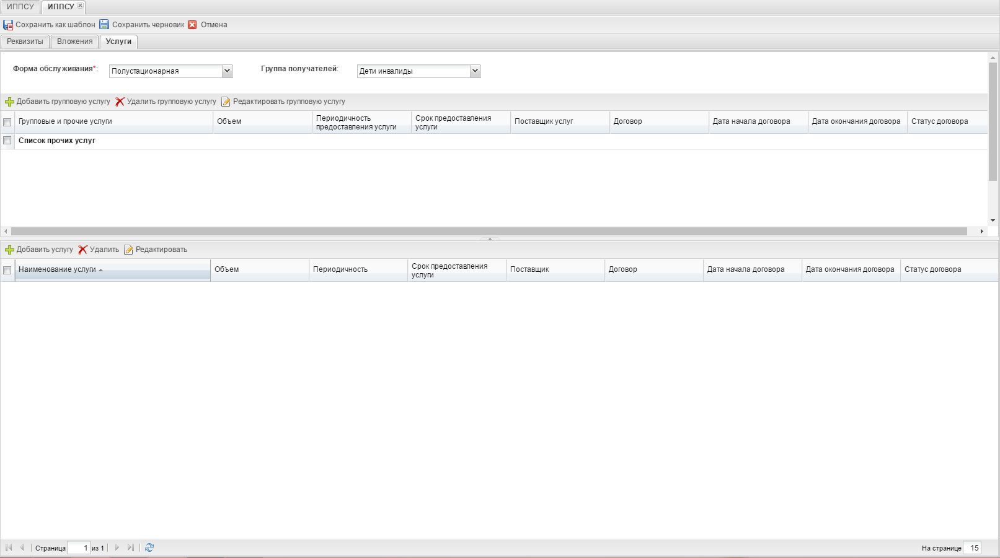 ИППСУ ИППСУ
Сохранить как шаблон Сохранить черновик Отмена
Реквизиты Вложения Услуги
Форма обслуживания*: Полустационарная Группа получателей: Дети инвалиды
Добавить групповую услугу Удалить групповую услугу Редактировать групповую услугу
Групповые и прочие услуги Объем Периодичность предоставления услуги Срок предоставления услуги Поставщик услуг Договор Дата начала договора Дата окончания договора Статус договора
Список прочих услуг
Добавить услугу Удалить Редактировать
Наименование услуги Объем Периодичность Срок предоставления услуги Поставщик Договор Дата начала договора Дата окончания договора Статус договора
Страница 1 из 1 На странице 15